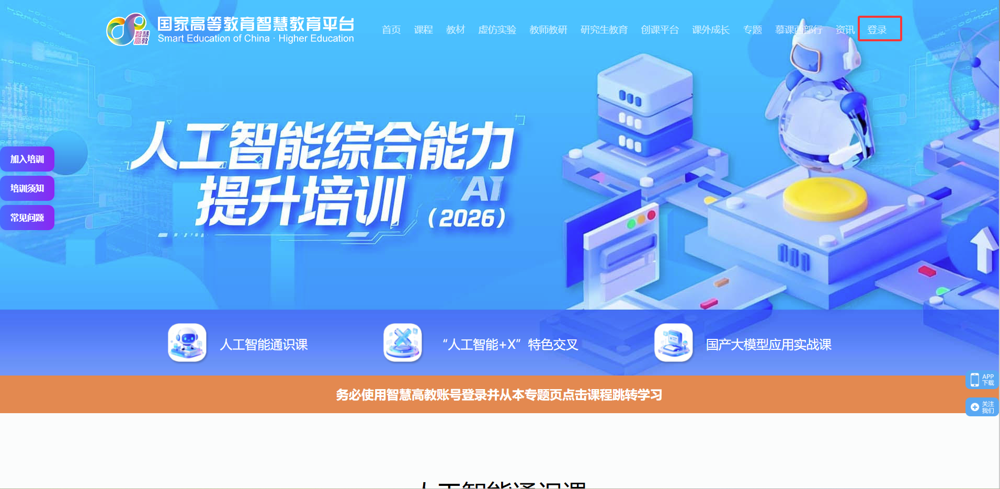 国家高等教育智慧教育平台
Smart Education of China · Higher Education
智慧
高教
首页 课程 教材 虚仿实验 教师教研 研究生教育 创课平台 课外成长 专题 慕课西部行 资讯 登录
人工智能综合能力
提升培训 AI
（2026）
加入培训
培训须知
常见问题
人工智能通识课
“人工智能+X”特色交叉
国产大模型应用实战课
APP
下载
务必使用智慧高教账号登录并从本专题页点击课程跳转学习
关注
我们
人工智能通识课